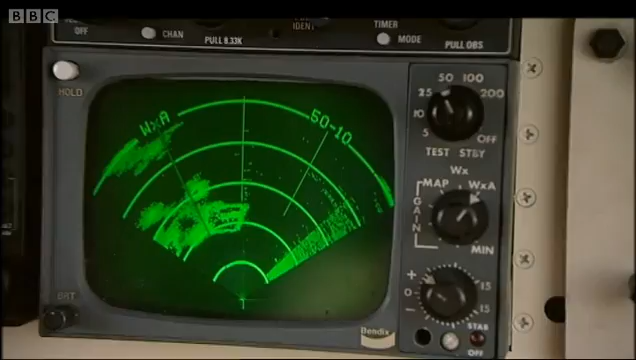 BBC
OFF
CHAN
PULL 8.33K
IDENT
TIMER
MODE
PULL OBS
HOLD
WxA
50-10
50 100
25 200
10
5 OFF
TEST STBY
Wx
MAP WxA
GAIN
MIN
+
0 15
- 15
STAB
OFF
BRT
Bendix